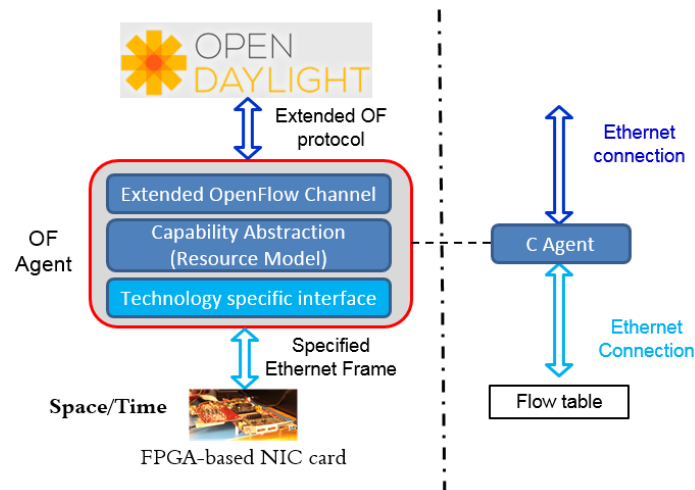 OPEN
DAYLIGHT
Extended OF
protocol
Extended OpenFlow Channel
Capability Abstraction
(Resource Model)
Technology specific interface
OF
Agent
Specified
Ethernet Frame
Space/Time
FPGA-based NIC card
Ethernet
connection
C Agent
Ethernet
Connection
Flow table